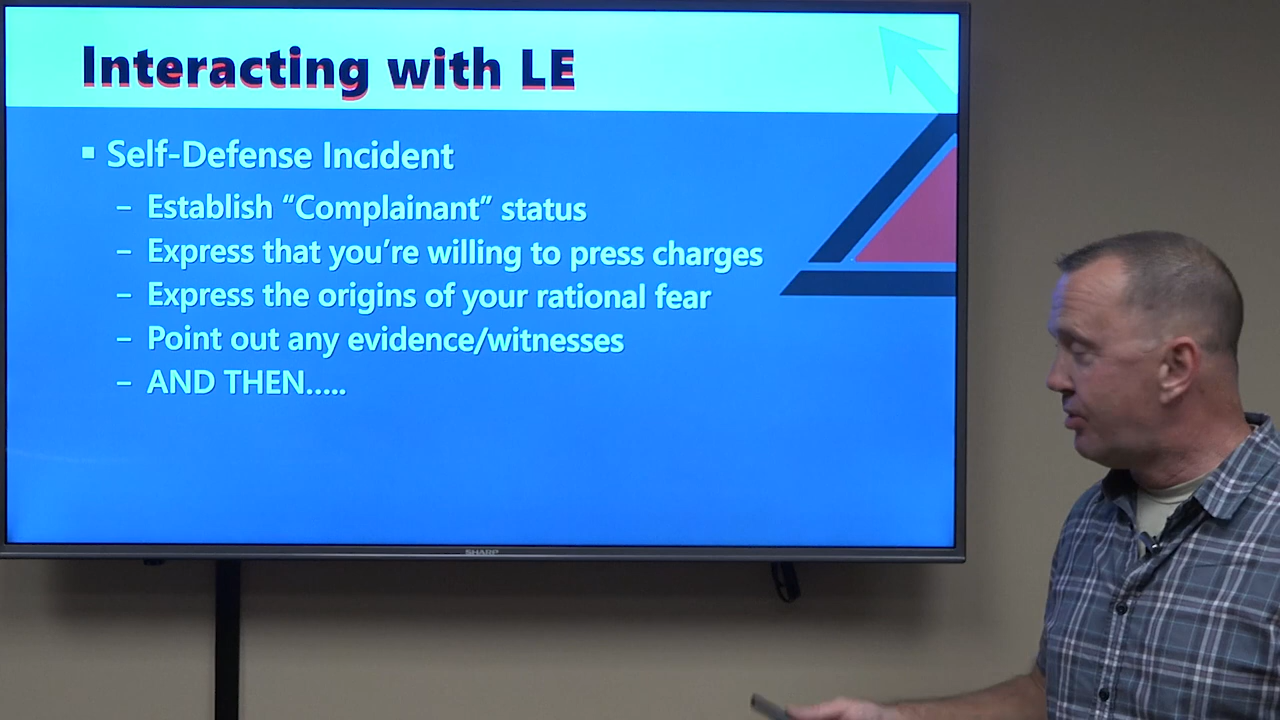 Interacting with LE
▪ Self-Defense Incident
– Establish “Complainant” status
– Express that you’re willing to press charges
– Express the origins of your rational fear
– Point out any evidence/witnesses
– AND THEN.....
SHARP